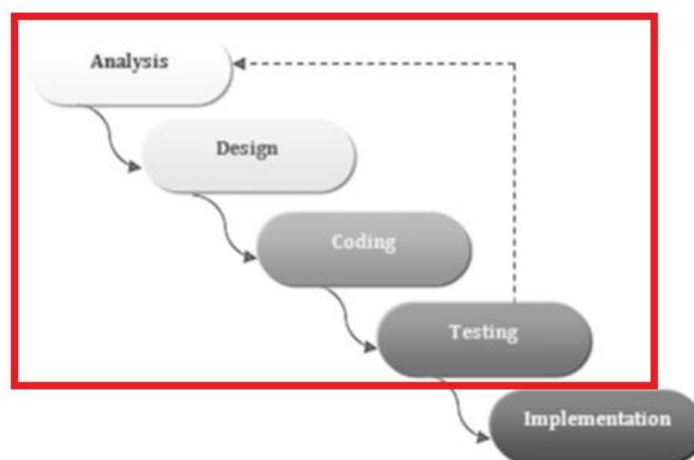 Analysis
Design
Coding
Testing
Implementation